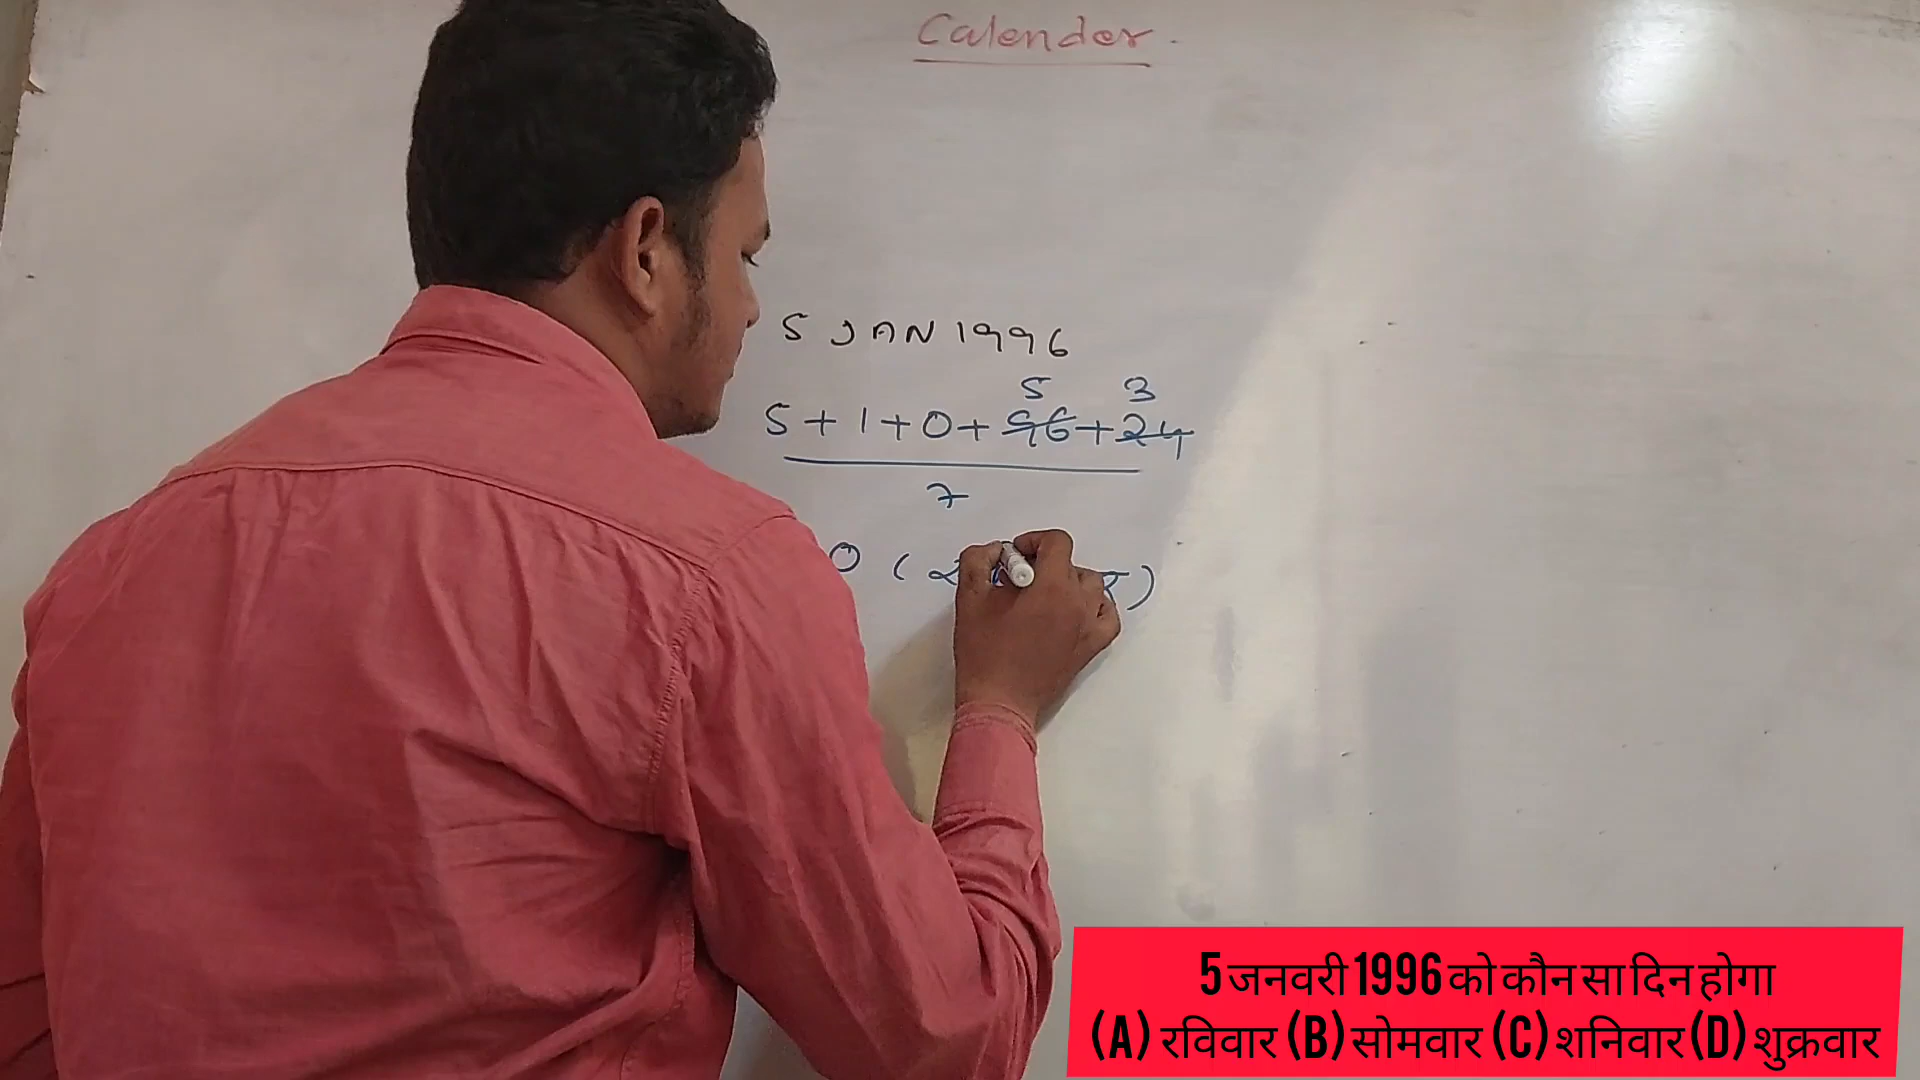 Calender.
5 JAN 1996
5 3
5+1+0+96+24
7
0 ( )
5 जनवरी 1996 को कौन सा दिन होगा
(A) रविवार (B) सोमवार (C) शनिवार (D) शुक्रवार